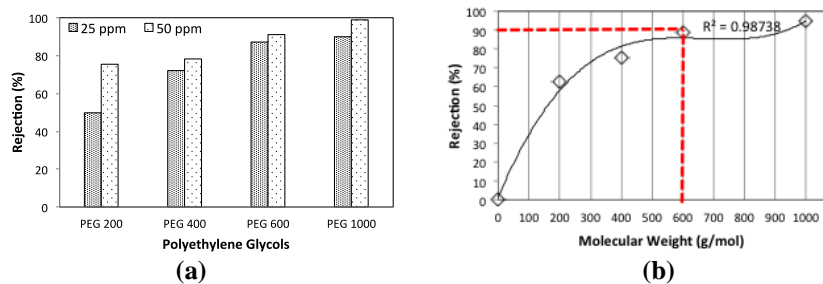 100
80
60
40
20
0
Rejection (%)
25 ppm 50 ppm
PEG 200 PEG 400 PEG 600 PEG 1000
Polyethylene Glycols
(a)
100
90
80
70
60
50
40
30
20
10
0
Rejection (%)
R² = 0.98738
0 100 200 300 400 500 600 700 800 900 1000
Molecular Weight (g/mol)
(b)